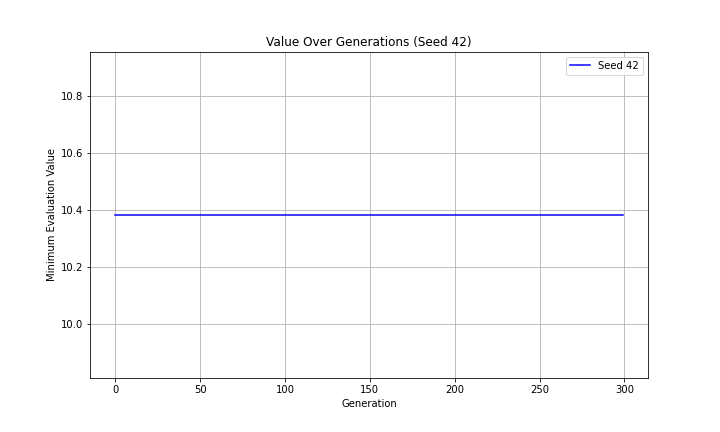 Value Over Generations (Seed 42)
Seed 42
Minimum Evaluation Value
10.8
10.6
10.4
10.2
10.0
0 50 100 150 200 250 300
Generation